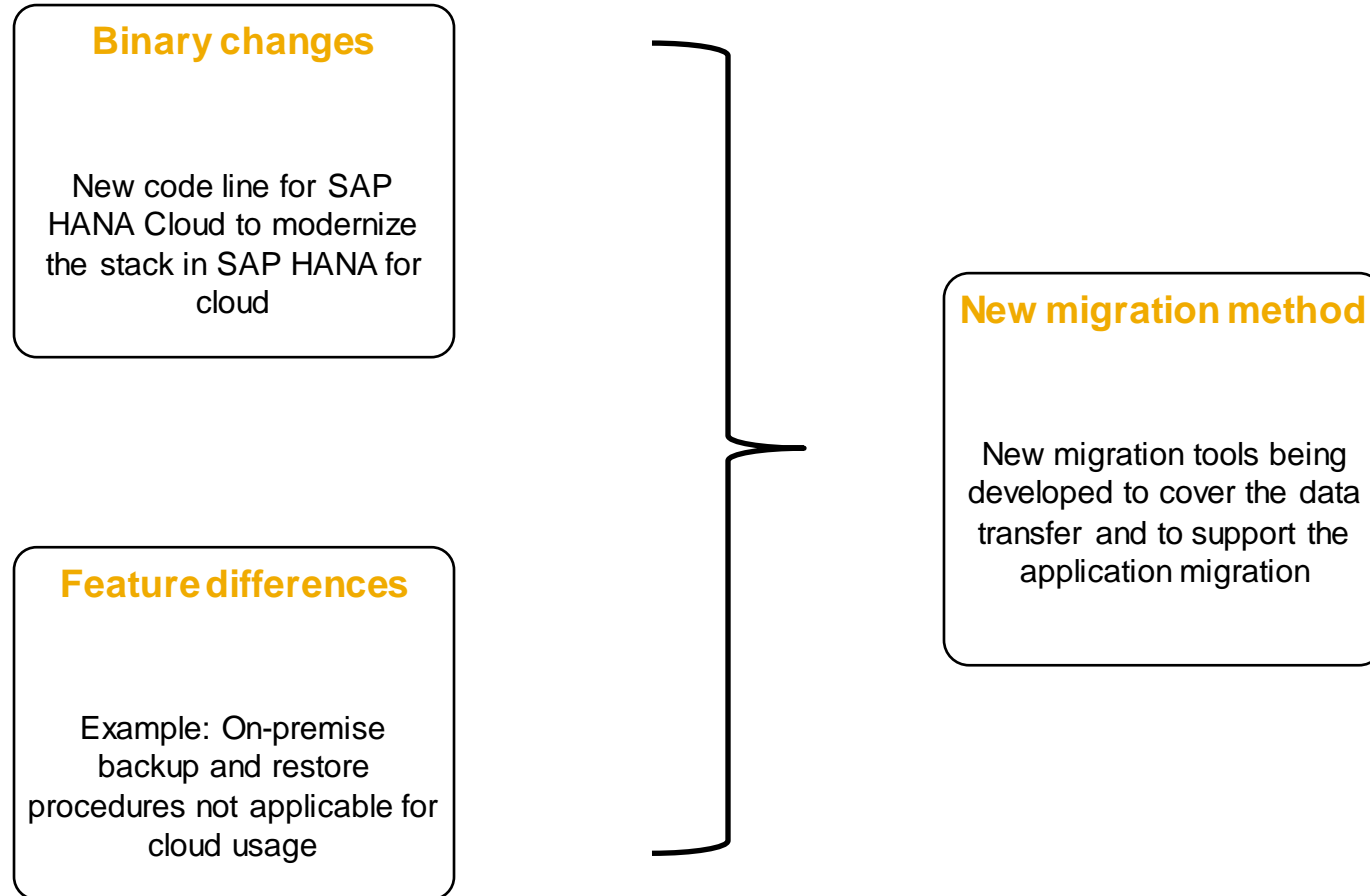 Binary changes
New code line for SAP
HANA Cloud to modernize
the stack in SAP HANA for
cloud
Feature differences
Example: On-premise
backup and restore
procedures not applicable for
cloud usage
New migration method
New migration tools being
developed to cover the data
transfer and to support the
application migration